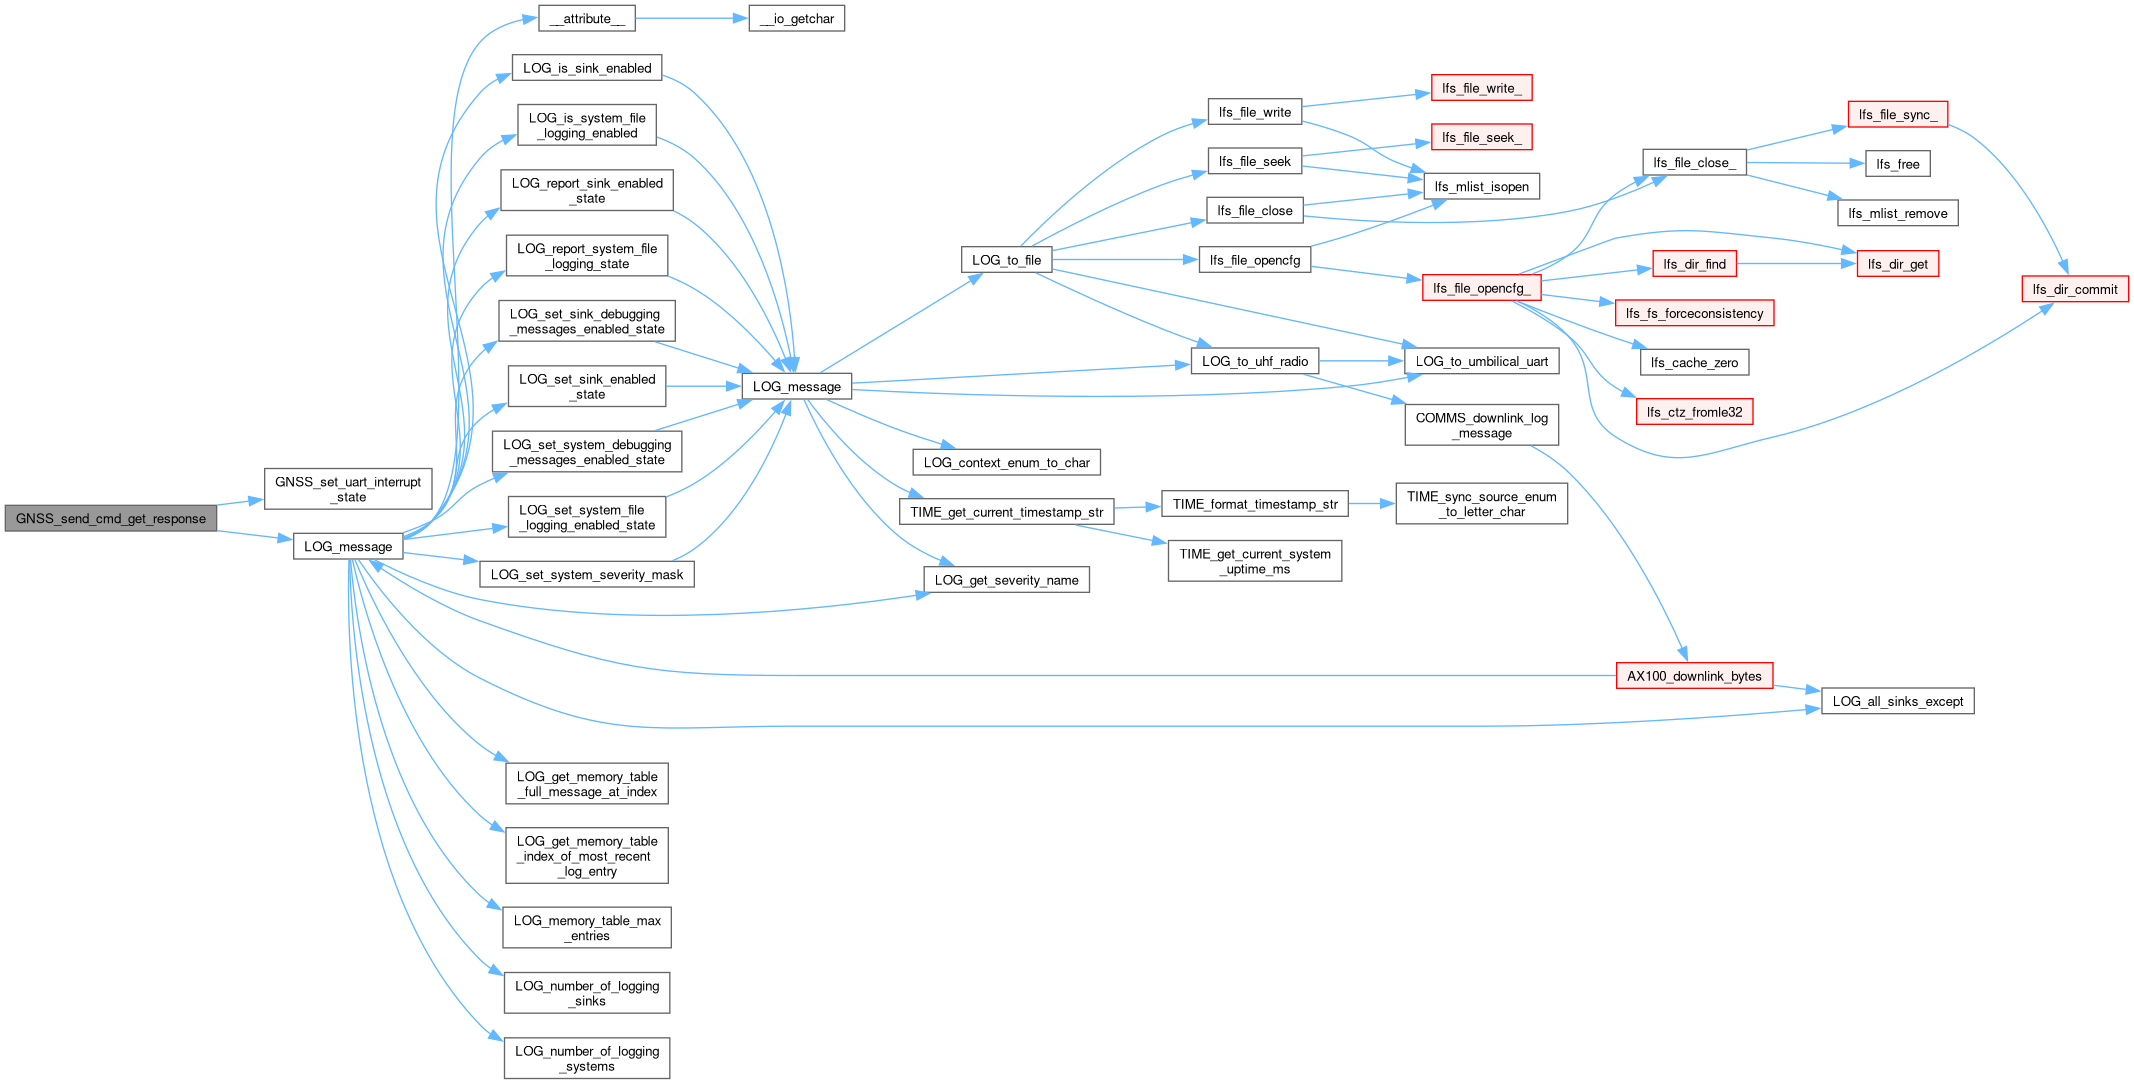 GNSS_send_cmd_get_response
GNSS_set_uart_interrupt
_state
LOG_message
__attribute__
__io_getchar
LOG_is_sink_enabled
LOG_is_system_file
_logging_enabled
LOG_report_sink_enabled
_state
LOG_report_system_file
_logging_state
LOG_set_sink_debugging
_messages_enabled_state
LOG_set_sink_enabled
_state
LOG_set_system_debugging
_messages_enabled_state
LOG_set_system_file
_logging_enabled_state
LOG_set_system_severity_mask
LOG_get_memory_table
_full_message_at_index
LOG_get_memory_table
_index_of_most_recent
_log_entry
LOG_memory_table_max
_entries
LOG_number_of_logging
_sinks
LOG_number_of_logging
_systems
LOG_message
LOG_to_file
LOG_context_enum_to_char
TIME_get_current_timestamp_str
LOG_get_severity_name
lfs_file_write
lfs_file_seek
lfs_file_close
lfs_file_opencfg
LOG_to_uhf_radio
TIME_format_timestamp_str
TIME_get_current_system
_uptime_ms
lfs_file_write_
lfs_file_seek_
lfs_mlist_isopen
lfs_file_opencfg_
LOG_to_umbilical_uart
COMMS_downlink_log
_message
TIME_sync_source_enum
_to_letter_char
lfs_file_close_
lfs_dir_find
lfs_fs_forceconsistency
lfs_cache_zero
lfs_ctz_fromle32
AX100_downlink_bytes
lfs_file_sync_
lfs_free
lfs_mlist_remove
lfs_dir_get
LOG_all_sinks_except
lfs_dir_commit